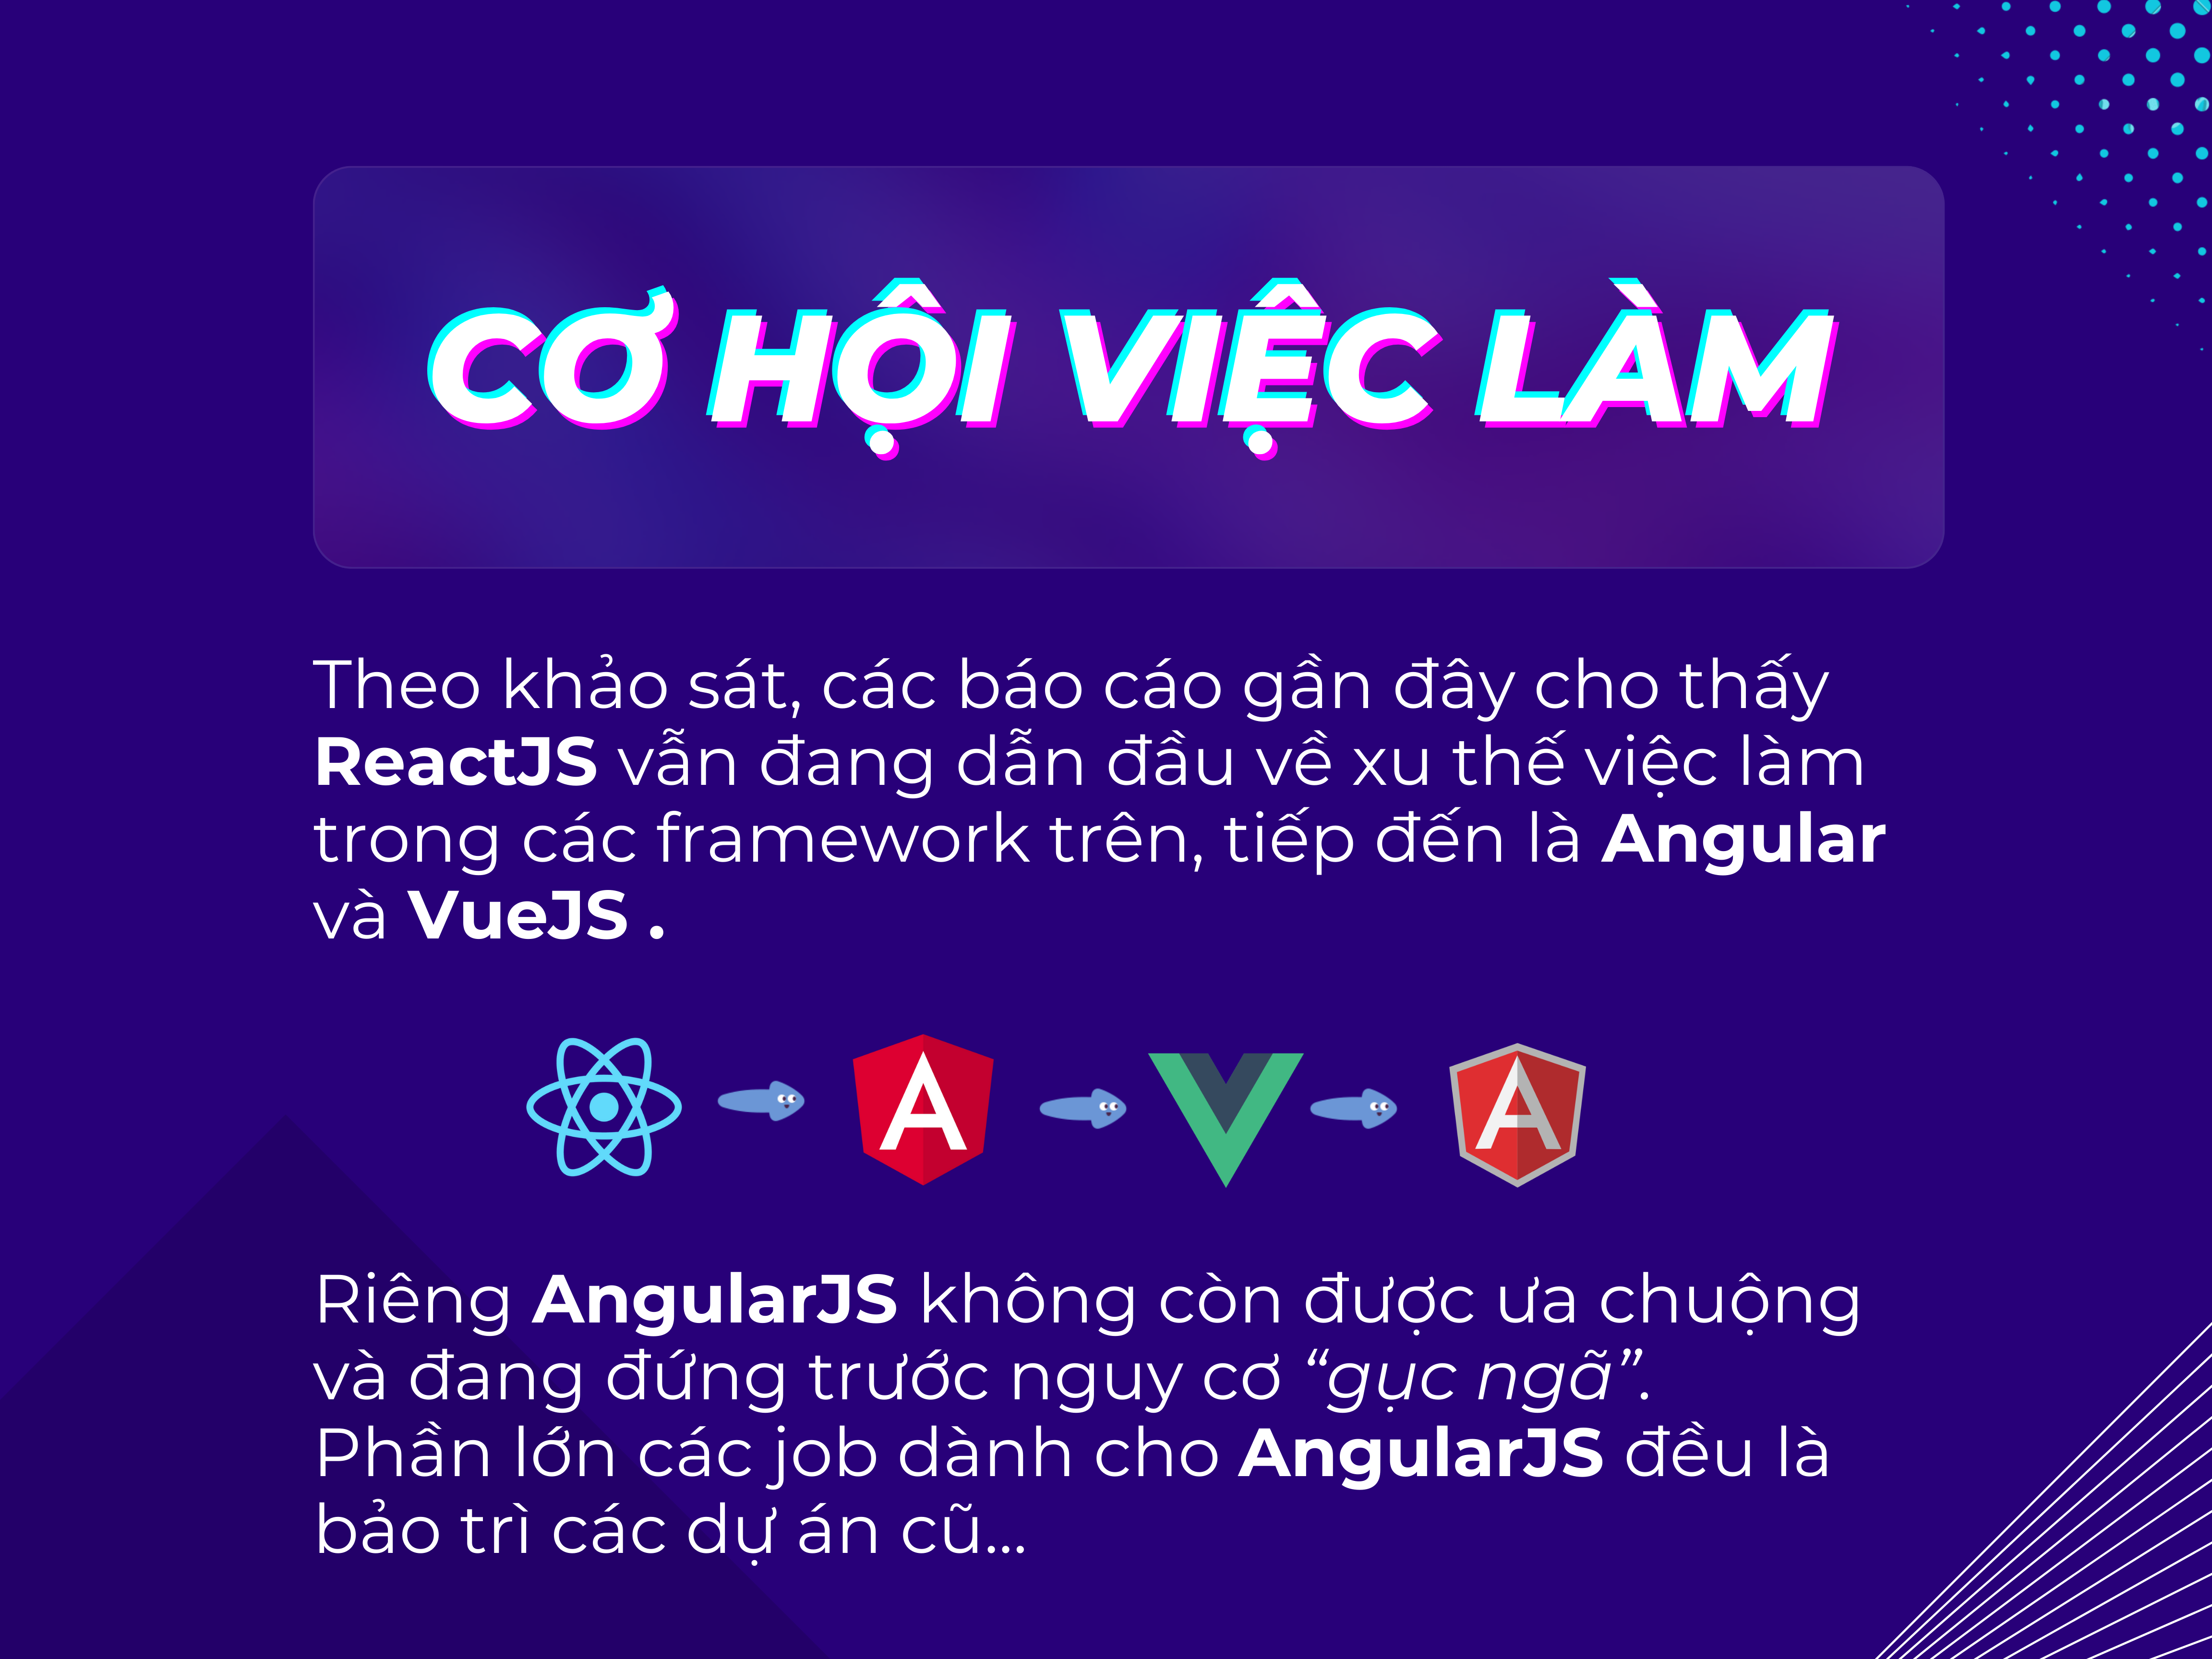 CƠ HỘI VIỆC LÀM
Theo khảo sát, các báo cáo gần đây cho thấy
ReactJS vẫn đang dẫn đầu về xu thế việc làm
trong các framework trên, tiếp đến là Angular
và VueJS .
A
A
Riêng AngularJS không còn được ưa chuộng
và đang đứng trước nguy cơ “gục ngã”.
Phần lớn các job dành cho AngularJS đều là
bảo trì các dự án cũ...